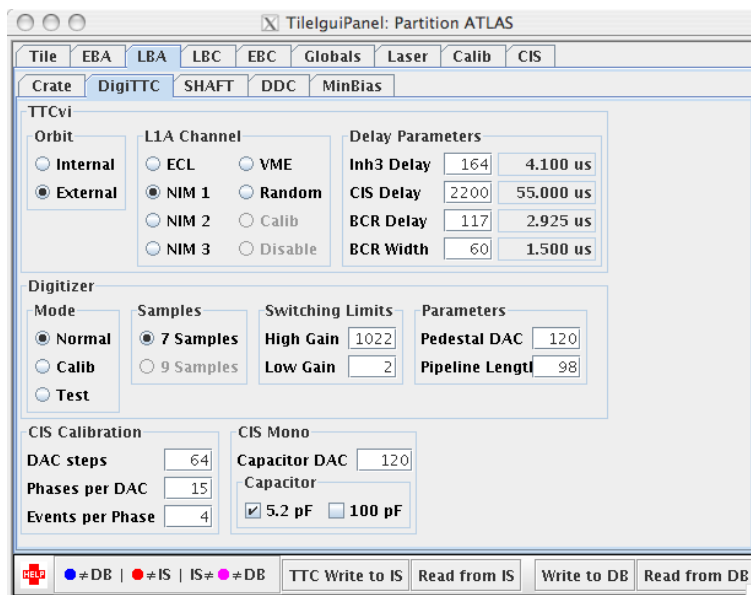 TileIguiPanel: Partition ATLAS
Tile EBA LBA LBC EBC Globals Laser Calib CIS
Crate DigiTTC SHAFT DDC MinBias
TTCvi
Orbit L1A Channel Delay Parameters
Internal ECL VME Inh3 Delay 164 4.100 us
External NIM 1 Random CIS Delay 2200 55.000 us
NIM 2 Calib BCR Delay 117 2.925 us
NIM 3 Disable BCR Width 60 1.500 us
Digitizer
Mode Samples Switching Limits Parameters
Normal 7 Samples High Gain 1022 Pedestal DAC 120
Calib 9 Samples Low Gain 2 Pipeline Lengtl 98
Test
CIS Calibration CIS Mono
DAC steps 64 Capacitor DAC 120
Phases per DAC 15 Capacitor
Events per Phase 4 5.2 pF 100 pF
HELP ≠DB | ≠IS | IS≠ ≠DB TTC Write to IS Read from IS Write to DB Read from DB